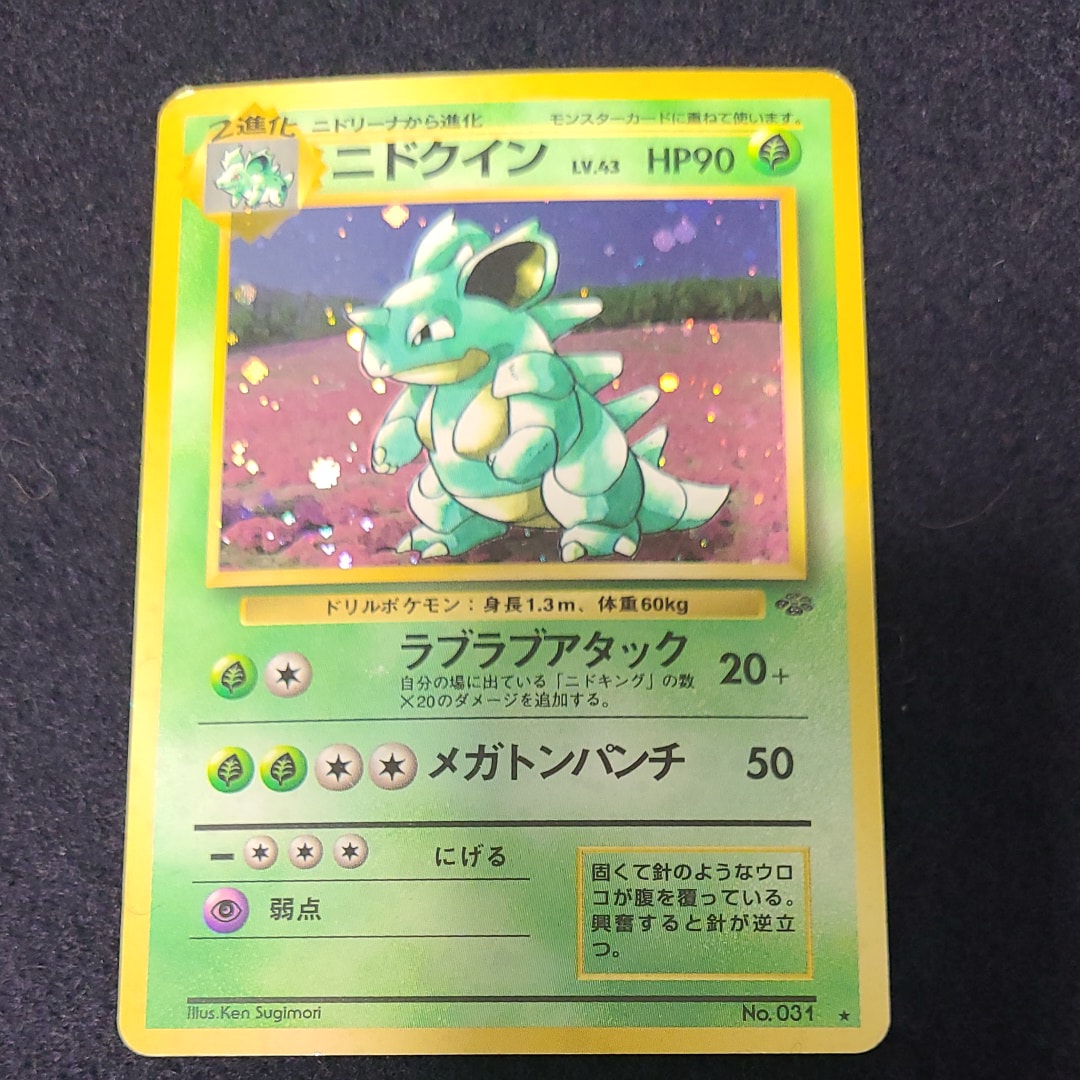 2進化 ニドリーナから進化 モンスターカードに重ねて使います。
ニドクイン LV.43 HP90
ドリルポケモン：身長1.3m、体重60kg
ラブラブアタック 20+
自分の場に出ている「ニドキング」の数
×20のダメージを追加する。
メガトンパンチ 50
にげる
弱点
固くて針のようなウロ
コが腹を覆っている。
興奮すると針が逆立
つ。
Illus.Ken Sugimori No.031 ★